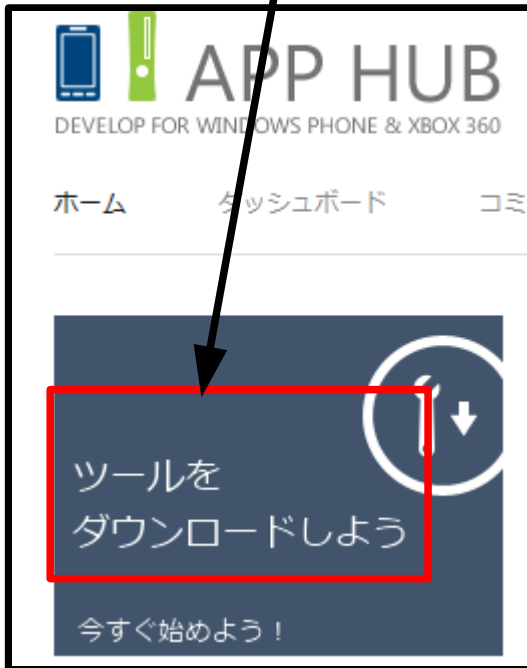 APP HUB
DEVELOP FOR WINDOWS PHONE & XBOX 360
ホーム ダッシュボード コミ
ツールを
ダウンロードしよう
今すぐ始めよう！